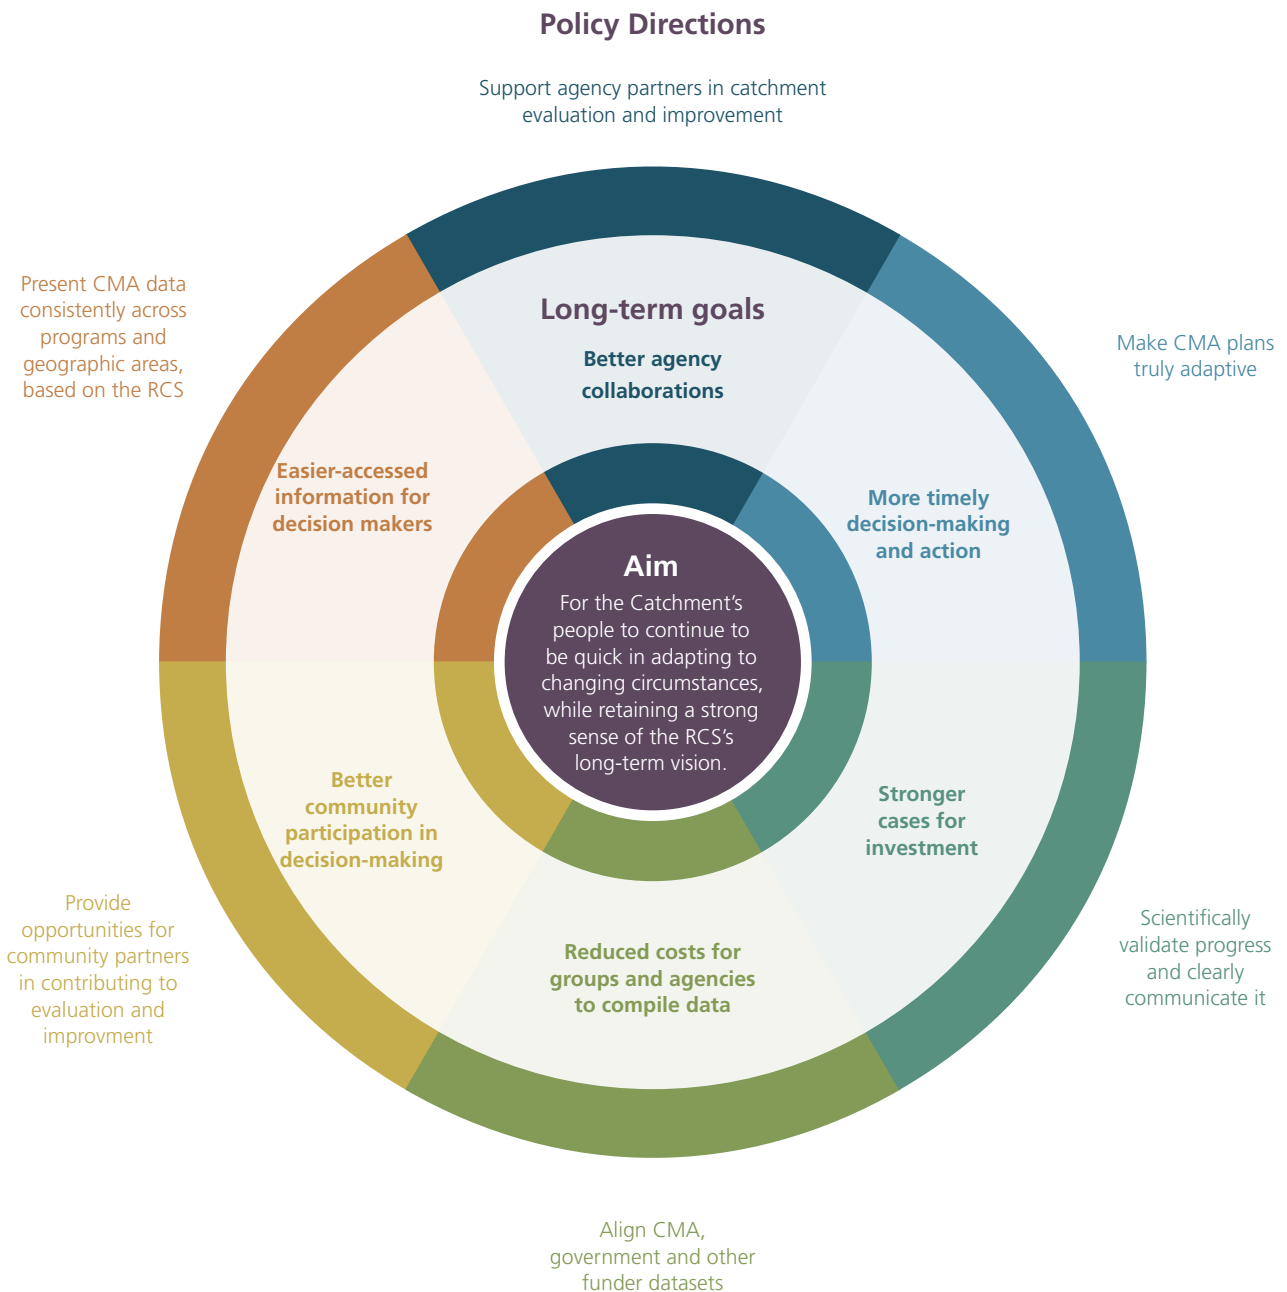 Policy Directions
Support agency partners in catchment
evaluation and improvement
Present CMA data
consistently across
programs and
geographic areas,
based on the RCS
Make CMA plans
truly adaptive
Long-term goals
Better agency
collaborations
Easier-accessed
information for
decision makers
More timely
decision-making
and action
Aim
For the Catchment’s
people to continue to
be quick in adapting to
changing circumstances,
while retaining a strong
sense of the RCS’s
long-term vision.
Better
community
participation in
decision-making
Stronger
cases for
investment
Reduced costs for
groups and agencies
to compile data
Provide
opportunities for
community partners
in contributing to
evaluation and
improvment
Scientifically
validate progress
and clearly
communicate it
Align CMA,
government and other
funder datasets